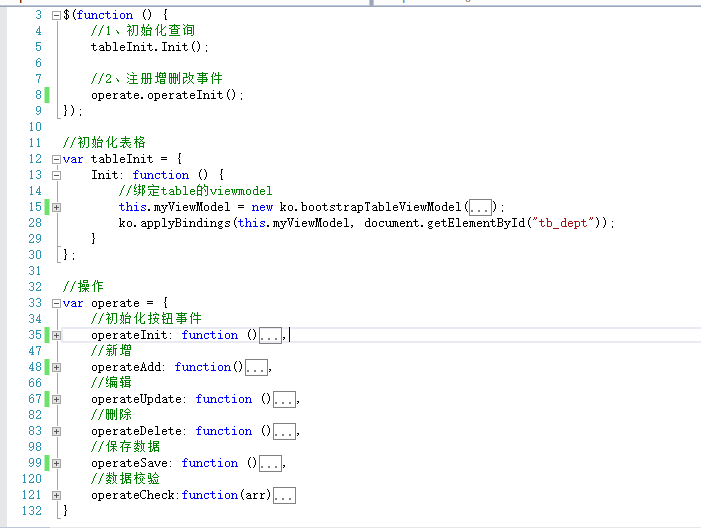 3 $(function () {
4 //1、初始化查询
5 tableInit.Init();
6
7 //2、注册增删改事件
8 operate.operateInit();
9 });
10
11 //初始化表格
12 var tableInit = {
13 Init: function () {
14 //绑定table的viewmodel
15 this.myViewModel = new ko.bootstrapTableViewModel(...);
28 ko.applyBindings(this.myViewModel, document.getElementById("tb_dept"));
29 }
30 };
31
32 //操作
33 var operate = {
34 //初始化按钮事件
35 operateInit: function ()...,
47 //新增
48 operateAdd: function()...,
66 //编辑
67 operateUpdate: function ()...,
82 //删除
83 operateDelete: function ()...,
98 //保存数据
99 operateSave: function ()...,
120 //数据校验
121 operateCheck:function(arr)...
132 }